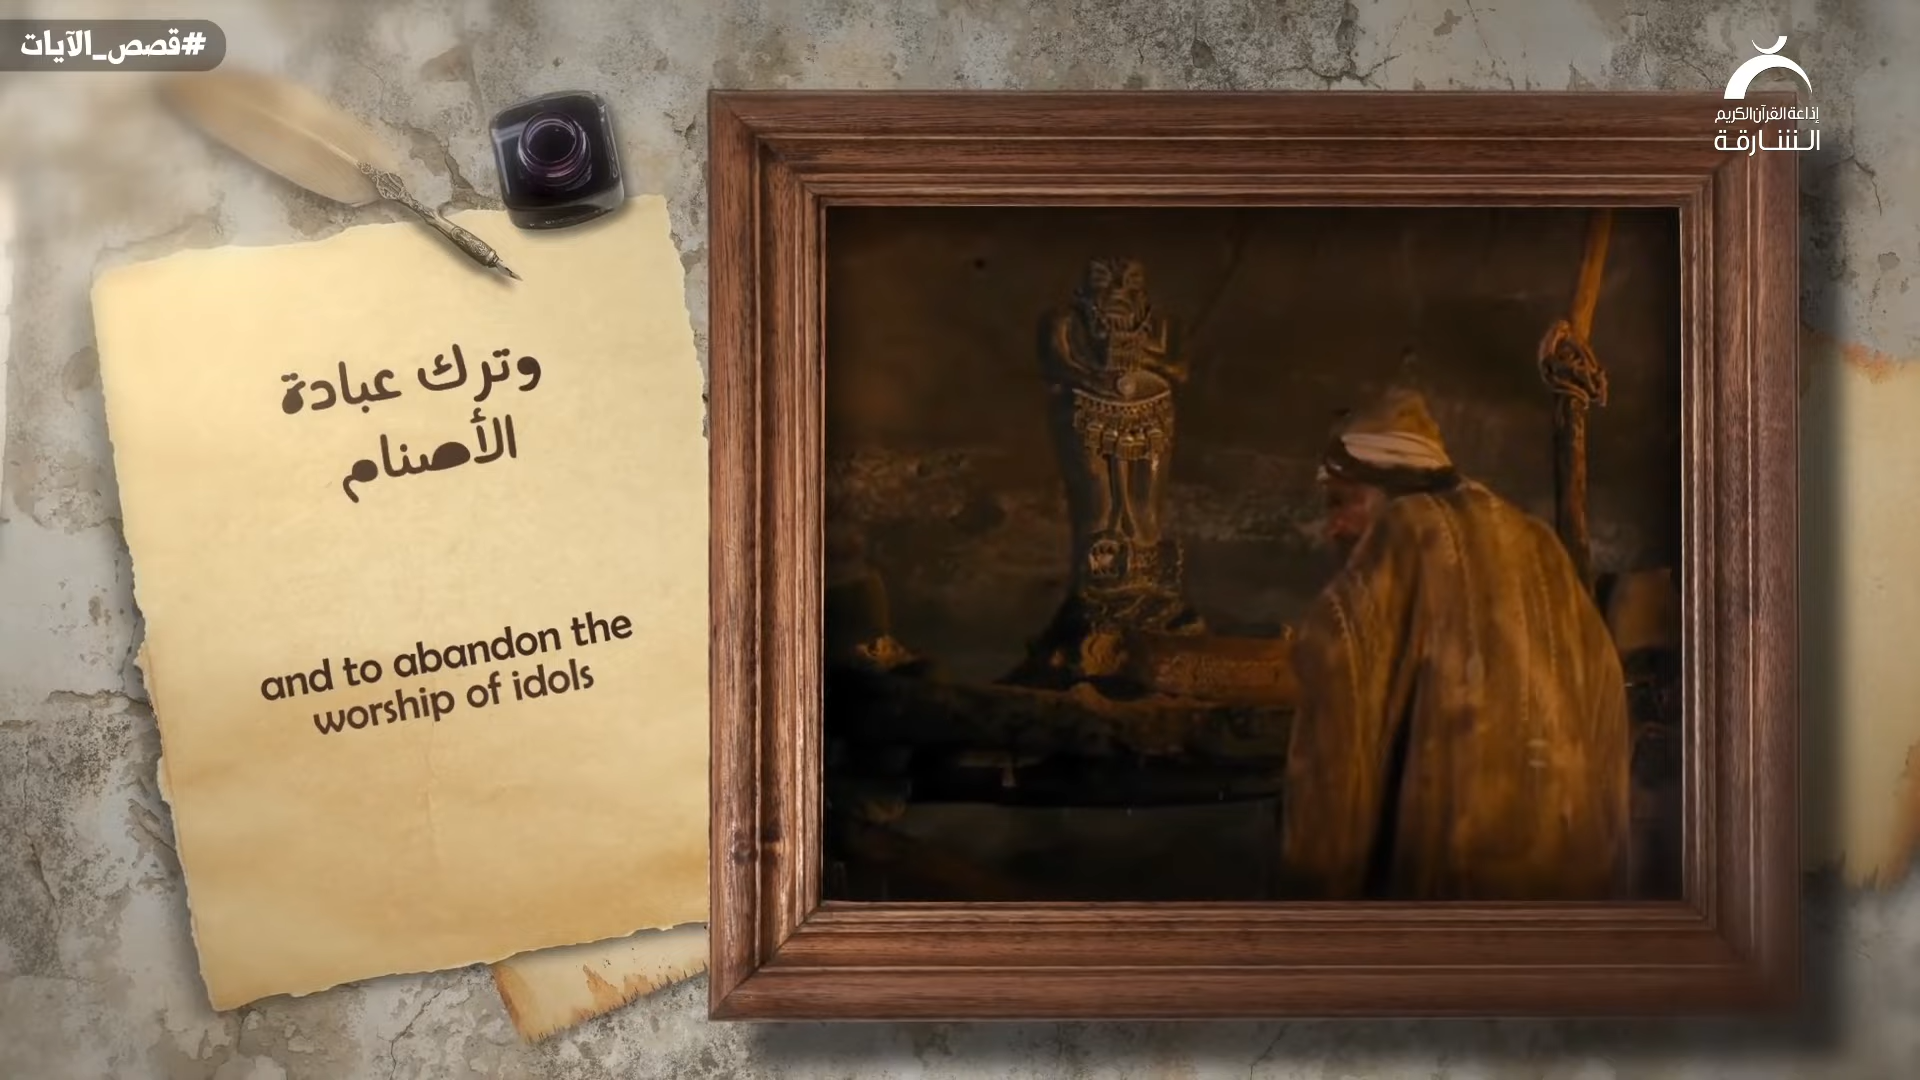 #قصص_الآيات
إذاعة القرآن الكريم
الشارقة
وترك عبادة
الأصنام
and to abandon the
worship of idols